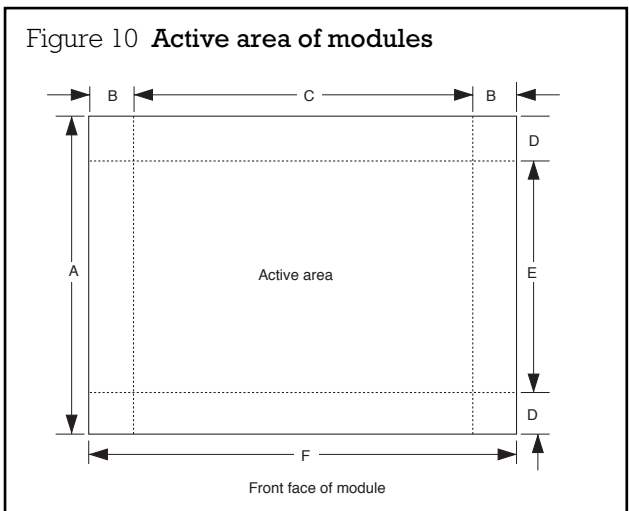 Figure 10 Active area of modules
B
C
B
D
A
Active area
E
D
F
Front face of module